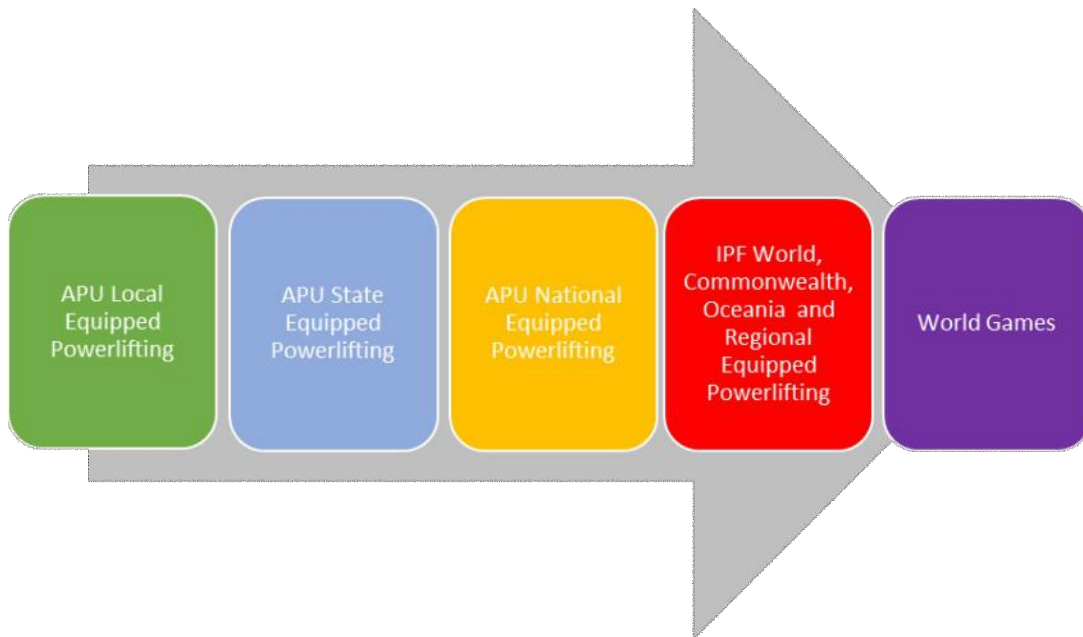 APU Local
Equipped
Powerlifting
APU State
Equipped
Powerlifting
APU National
Equipped
Powerlifting
IPF World,
Commonwealth,
Oceania and
Regional
Equipped
Powerlifting
World Games